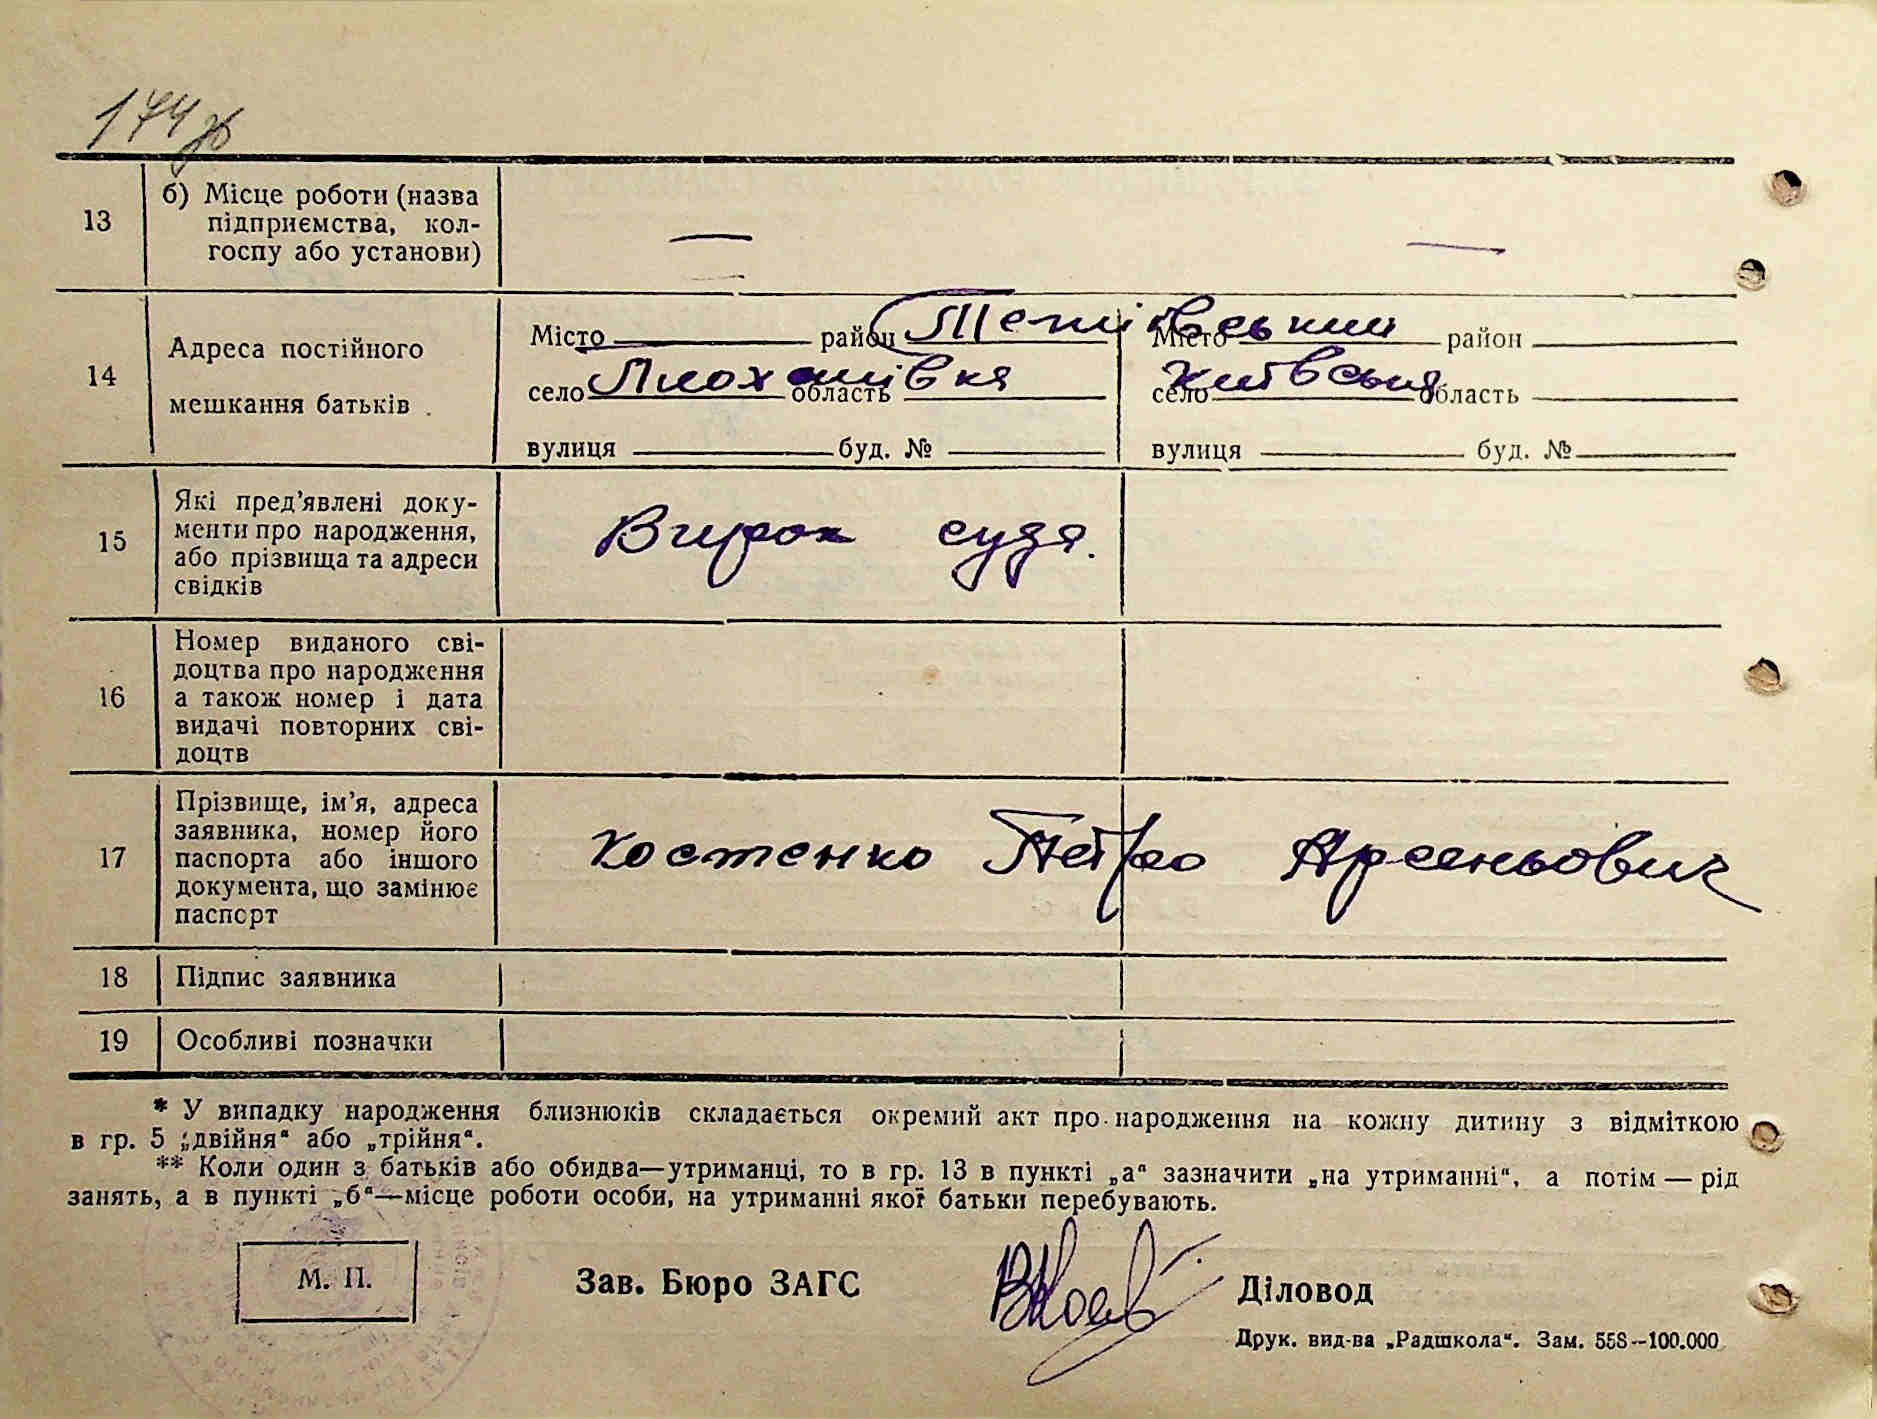 174 зв
13
б) Місце роботи (назва
підприємства, кол-
госпу або установи)
— —
14
Адреса постійного
мешкання батьків
Місто район Тетіївський Місто район
село область Київська село область
вулиця буд. № вулиця буд. №
15
Які пред’явлені доку-
менти про народження,
або прізвища та адреси
свідків
Вирок суда.
16
Номер виданого сві-
доцтва про народження
а також номер і дата
видачі повторних сві-
доцтв
17
Прізвище, ім’я, адреса
заявника, номер його
паспорта або іншого
документа, що замінює
паспорт
Костенко Петро Арсеньович
18
Підпис заявника
19
Особливі позначки
* У випадку народження близнюків складається окремий акт про народження на кожну дитину з відміткою
в гр. 5 „двійня“ або „трійня“.
** Коли один з батьків або обидва—утриманці, то в гр. 13 в пункті „а“ зазначити „на утриманні“, а потім — рід
занять, а в пункті „б“—місце роботи особи, на утриманні якої батьки перебувають.
М. П.
Зав. Бюро ЗАГС
Діловод
Друк. вид-ва „Радшкола“. Зам. 558—100.000